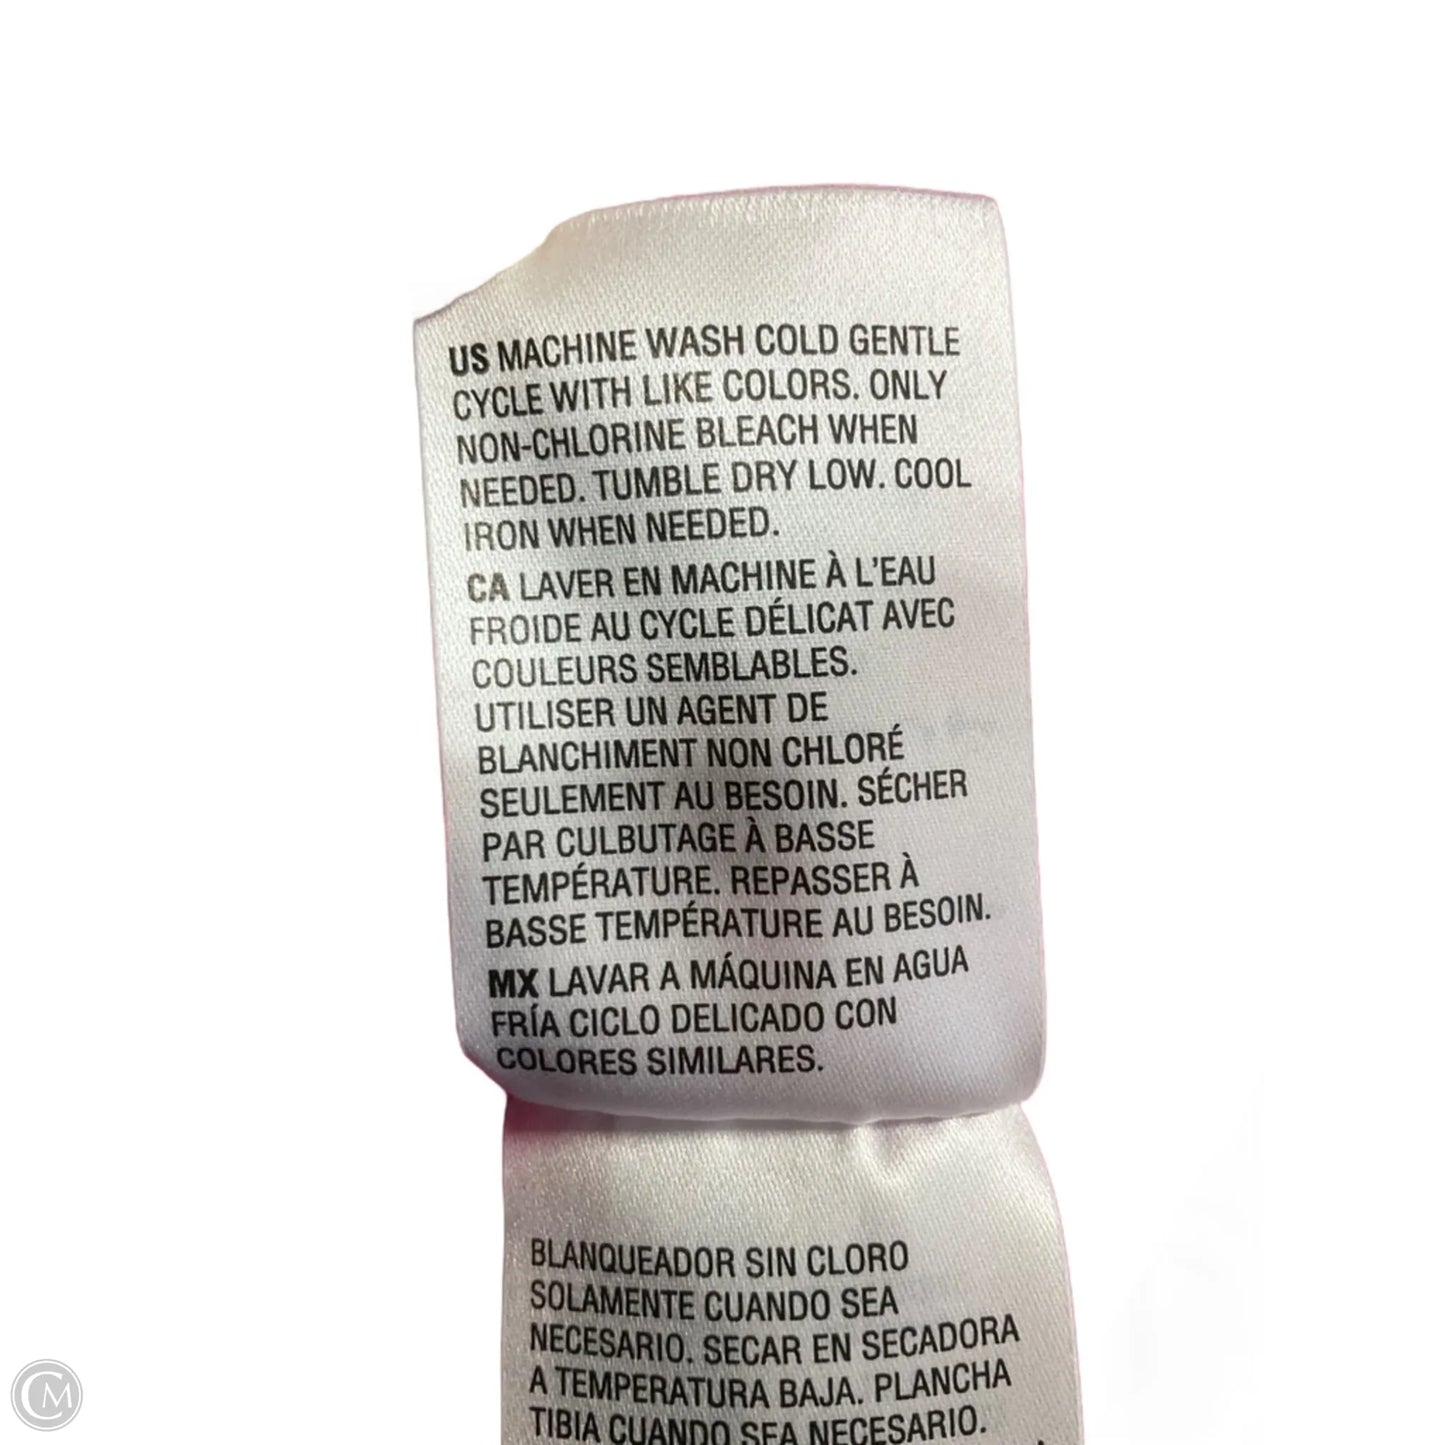 US MACHINE WASH COLD GENTLE
CYCLE WITH LIKE COLORS. ONLY
NON-CHLORINE BLEACH WHEN
NEEDED. TUMBLE DRY LOW. COOL
IRON WHEN NEEDED.
CA LAVER EN MACHINE À L'EAU
FROIDE AU CYCLE DÉLICAT AVEC
COULEURS SEMBLABLES.
UTILISER UN AGENT DE
BLANCHIMENT NON CHLORÉ
SEULEMENT AU BESOIN. SÉCHER
PAR CULBUTAGE À BASSE
TEMPÉRATURE. REPASSER À
BASSE TEMPÉRATURE AU BESOIN.
MX LAVAR A MÁQUINA EN AGUA
FRÍA CICLO DELICADO CON
COLORES SIMILARES.
BLANQUEADOR SIN CLORO
SOLAMENTE CUANDO SEA
NECESARIO. SECAR EN SECADORA
A TEMPERATURA BAJA. PLANCHA
TIBIA CUANDO SEA NECESARIO.
CM